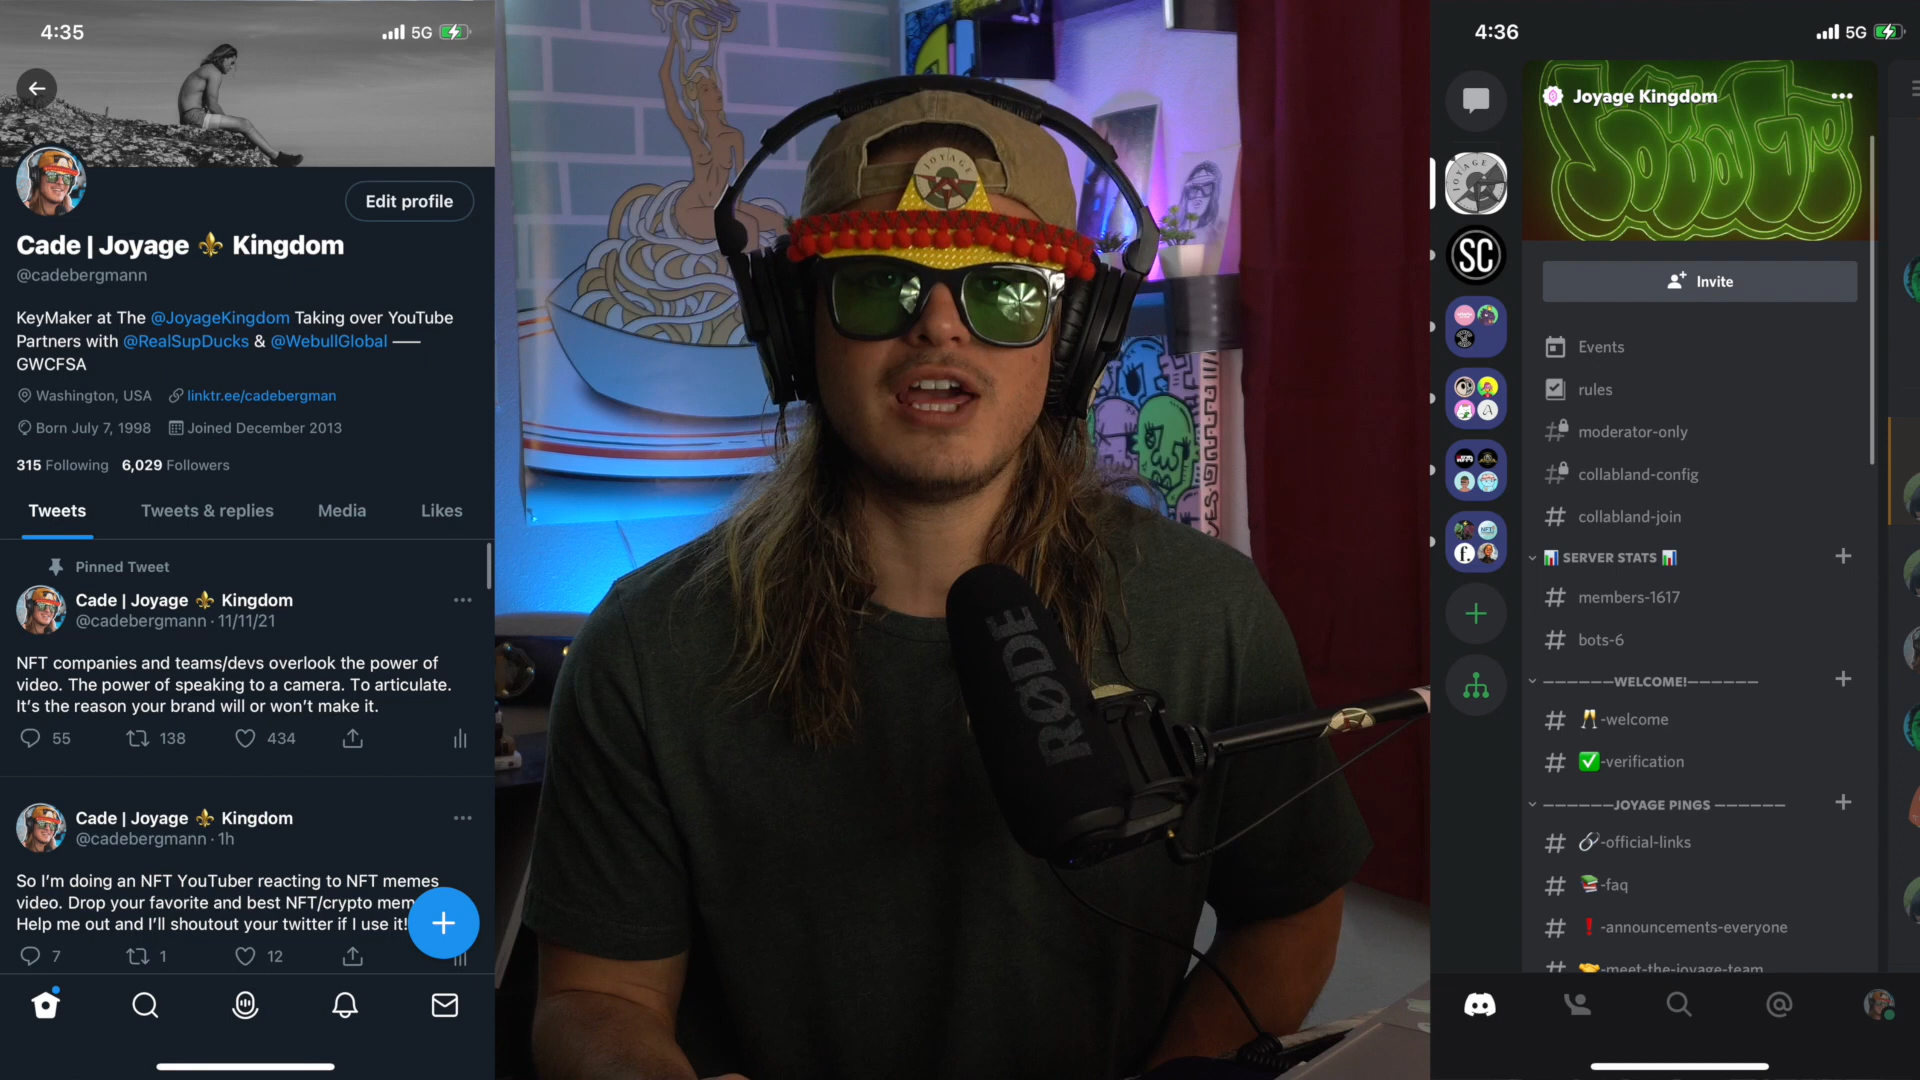 4:35
5G
Edit profile
Cade | Joyage ⚜️ Kingdom
@cadebergmann
KeyMaker at The @JoyageKingdom Taking over YouTube
Partners with @RealSupDucks & @WebullGlobal ——
GWCFSA
Washington, USA linktr.ee/cadebergman
Born July 7, 1998 Joined December 2013
315 Following 6,029 Followers
Tweets Tweets & replies Media Likes
Pinned Tweet
Cade | Joyage ⚜️ Kingdom
@cadebergmann · 11/11/21
NFT companies and teams/devs overlook the power of
video. The power of speaking to a camera. To articulate.
It's the reason your brand will or won't make it.
55 138 434
Cade | Joyage ⚜️ Kingdom
@cadebergmann · 1h
So I'm doing an NFT YouTuber reacting to NFT memes
video. Drop your favorite and best NFT/crypto mem
Help me out and I'll shoutout your twitter if I use it!
7 1 12
JOYAGE
RØDE
4:36
5G
Joyage Kingdom
JOYAGE
SC
Invite
Events
rules
moderator-only
collabland-config
collabland-join
📊 SERVER STATS 📊
members-1617
bots-6
——————WELCOME!——————
🥂-welcome
✅-verification
——————JOYAGE PINGS ——————
🔗-official-links
📚-faq
❗-announcements-everyone
🤝-meet-the-joyage-team